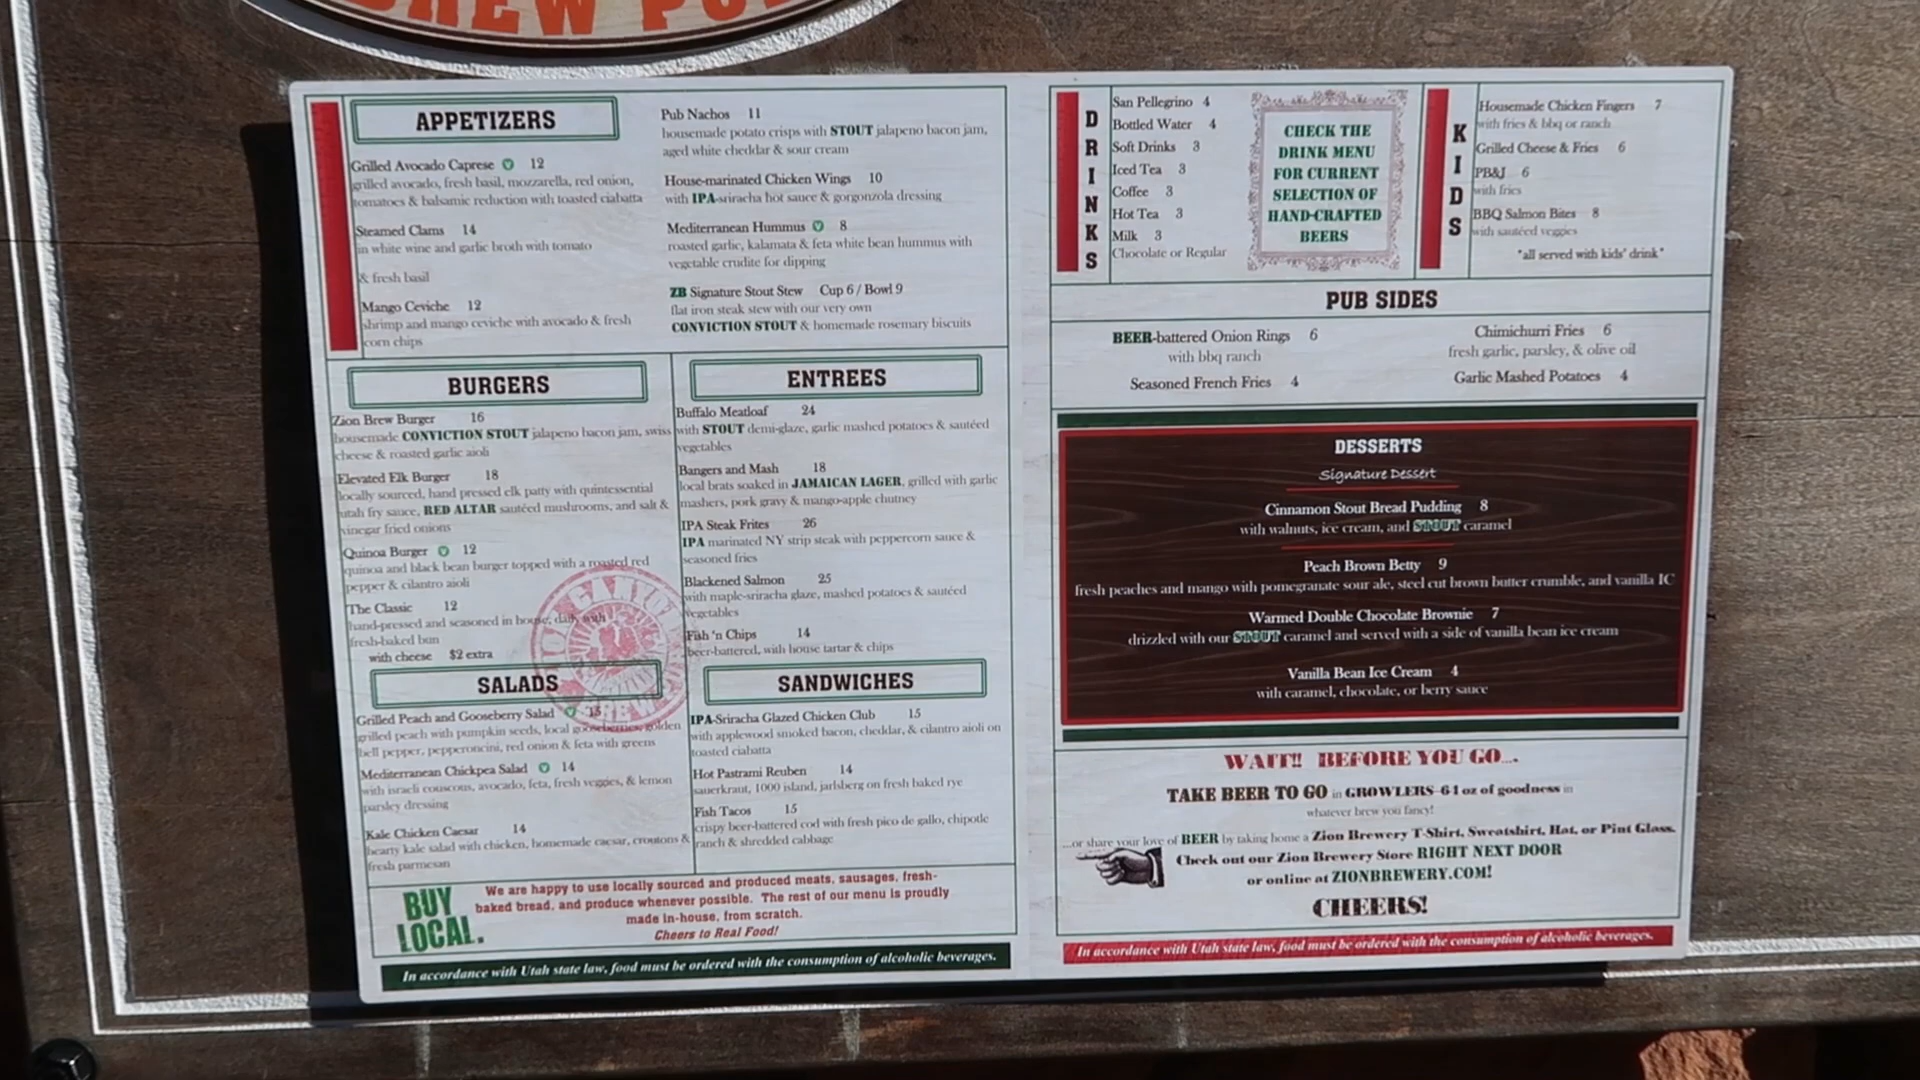 BREW PUB
APPETIZERS
Grilled Avocado Caprese 12
grilled avocado, fresh basil, mozzarella, red onion,
tomatoes & balsamic reduction with toasted ciabatta
Steamed Clams 14
in white wine and garlic broth with tomato
& fresh basil
Mango Ceviche 12
shrimp and mango ceviche with avocado & fresh
corn chips
Pub Nachos 11
housemade potato crisps with STOUT jalapeno bacon jam,
aged white cheddar & sour cream
House-marinated Chicken Wings 10
with IPA-sriracha hot sauce & gorgonzola dressing
Mediterranean Hummus 8
roasted garlic, kalamata & feta white bean hummus with
vegetable crudite for dipping
ZB Signature Stout Stew Cup 6 / Bowl 9
flat iron steak stew with our very own
CONVICTION STOUT & homemade rosemary biscuits
BURGERS
Zion Brew Burger 16
housemade CONVICTION STOUT jalapeno bacon jam, swiss
cheese & roasted garlic aioli
Elevated Elk Burger 18
locally sourced, hand pressed elk patty with quintessential
utah fry sauce, RED ALTAR sautéed mushrooms, and salt &
vinegar fried onions
Quinoa Burger 12
quinoa and black bean burger topped with a roasted red
pepper & cilantro aioli
The Classic 12
hand-pressed and seasoned in house, daily with
fresh-baked bun
with cheese $2 extra
ENTREES
Buffalo Meatloaf 24
with STOUT demi-glaze, garlic mashed potatoes & sautéed
vegetables
Bangers and Mash 18
local brats soaked in JAMAICAN LAGER, grilled with garlic
mashers, pork gravy & mango-apple chutney
IPA Steak Frites 26
IPA marinated NY strip steak with peppercorn sauce &
seasoned fries
Blackened Salmon 25
with maple-sriracha glaze, mashed potatoes & sautéed
vegetables
Fish 'n Chips 14
beer-battered, with house tartar & chips
SALADS
Grilled Peach and Gooseberry Salad 13
grilled peach with pumpkin seeds, local gooseberries, golden
bell pepper, pepperoncini, red onion & feta with greens
Mediterranean Chickpea Salad 14
with israeli couscous, avocado, feta, fresh veggies, & lemon
parsley dressing
Kale Chicken Caesar 14
hearty kale salad with chicken, homemade caesar, croutons &
fresh parmesan
SANDWICHES
IPA-Sriracha Glazed Chicken Club 15
with applewood smoked bacon, cheddar, & cilantro aioli on
toasted ciabatta
Hot Pastrami Reuben 14
sauerkraut, 1000 island, jarlsberg on fresh baked rye
Fish Tacos 15
crispy beer-battered cod with fresh pico de gallo, chipotle
ranch & shredded cabbage
BUY
LOCAL.
We are happy to use locally sourced and produced meats, sausages, fresh-
baked bread, and produce whenever possible. The rest of our menu is proudly
made in-house, from scratch.
Cheers to Real Food!
In accordance with Utah state law, food must be ordered with the consumption of alcoholic beverages.
DRINKS
San Pellegrino 4
Bottled Water 4
Soft Drinks 3
Iced Tea 3
Coffee 3
Hot Tea 3
Milk 3
Chocolate or Regular
CHECK THE
DRINK MENU
FOR CURRENT
SELECTION OF
HAND-CRAFTED
BEERS
KIDS
Housemade Chicken Fingers 7
with fries & bbq or ranch
Grilled Cheese & Fries 6
PB&J 6
with fries
BBQ Salmon Bites 8
with sautéed veggies
*all served with kids' drink*
PUB SIDES
BEER-battered Onion Rings 6
with bbq ranch
Seasoned French Fries 4
Chimichurri Fries 6
fresh garlic, parsley, & olive oil
Garlic Mashed Potatoes 4
DESSERTS
Signature Dessert
Cinnamon Stout Bread Pudding 8
with walnuts, ice cream, and STOUT caramel
Peach Brown Betty 9
fresh peaches and mango with pomegranate sour ale, steel cut brown butter crumble, and vanilla IC
Warmed Double Chocolate Brownie 7
drizzled with our STOUT caramel and served with a side of vanilla bean ice cream
Vanilla Bean Ice Cream 4
with caramel, chocolate, or berry sauce
WAIT!! BEFORE YOU GO...
TAKE BEER TO GO in GROWLERS-64 oz of goodness in
whatever brew you fancy!
...or share your love of BEER by taking home a Zion Brewery T-Shirt, Sweatshirt, Hat, or Pint Glass.
Check out our Zion Brewery Store RIGHT NEXT DOOR
or online at ZIONBREWERY.COM!
CHEERS!
In accordance with Utah state law, food must be ordered with the consumption of alcoholic beverages.